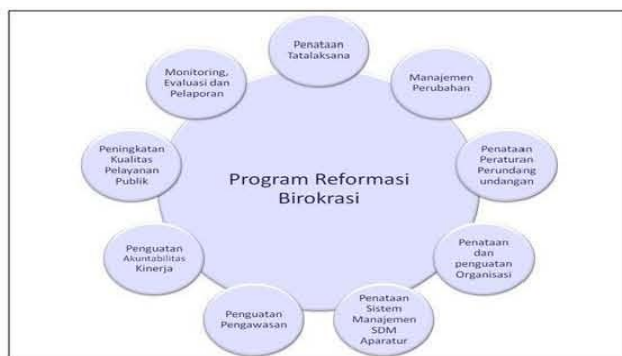 Penataan
Tatalaksana
Manajemen
Perubahan
Penataan
Peraturan
Perundang
undangan
Penataan
dan
penguatan
Organisasi
Penataan
Sistem
Manajemen
SDM
Aparatur
Penguatan
Pengawasan
Penguatan
Akuntabilitas
Kinerja
Peningkatan
Kualitas
Pelayanan
Publik
Monitoring,
Evaluasi dan
Pelaporan
Program Reformasi
Birokrasi